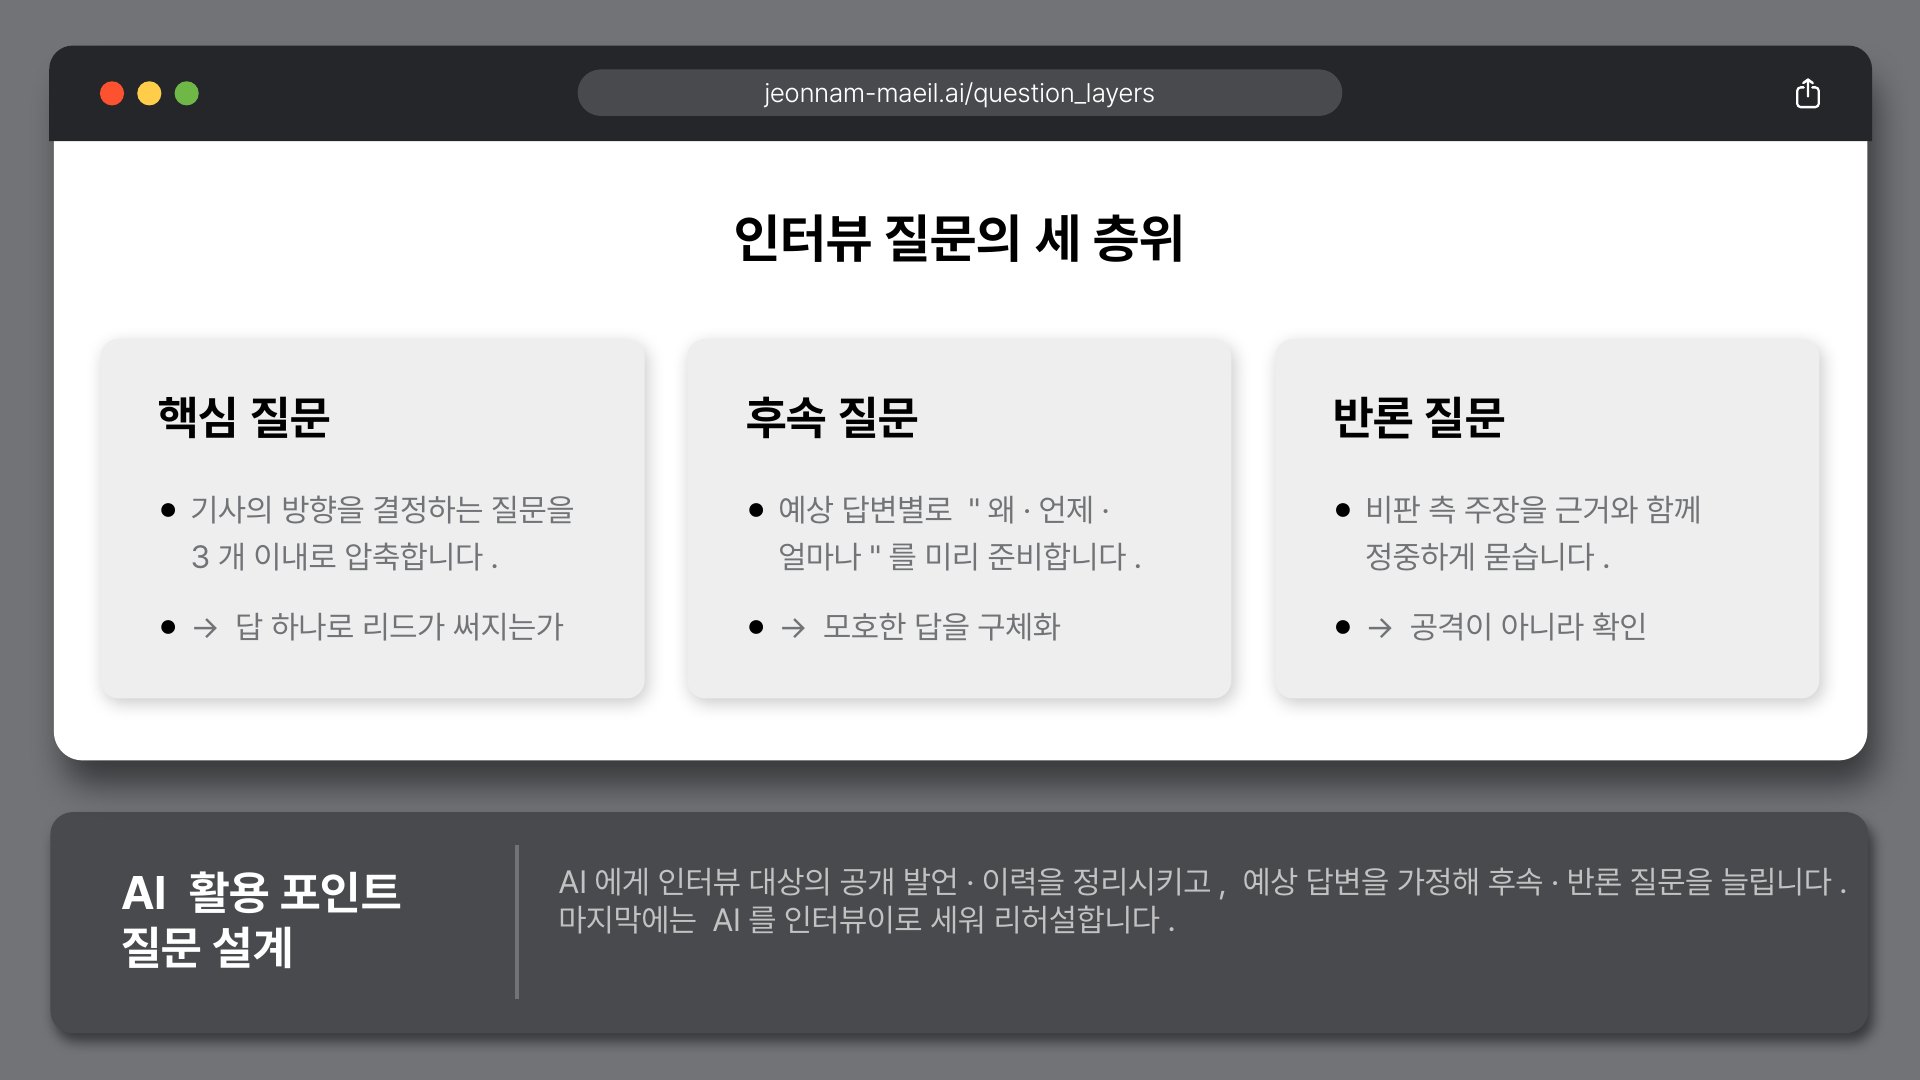 jeonnam-maeil.ai/question_layers
인터뷰 질문의 세 층위
핵심 질문
● 기사의 방향을 결정하는 질문을
3 개 이내로 압축합니다 .
● → 답 하나로 리드가 써지는가
후속 질문
● 예상 답변별로 " 왜 · 언제 ·
얼마나 " 를 미리 준비합니다 .
● → 모호한 답을 구체화
반론 질문
● 비판 측 주장을 근거와 함께
정중하게 묻습니다 .
● → 공격이 아니라 확인
AI 활용 포인트
질문 설계
AI 에게 인터뷰 대상의 공개 발언 · 이력을 정리시키고 , 예상 답변을 가정해 후속 · 반론 질문을 늘립니다 .
마지막에는 AI 를 인터뷰이로 세워 리허설합니다 .